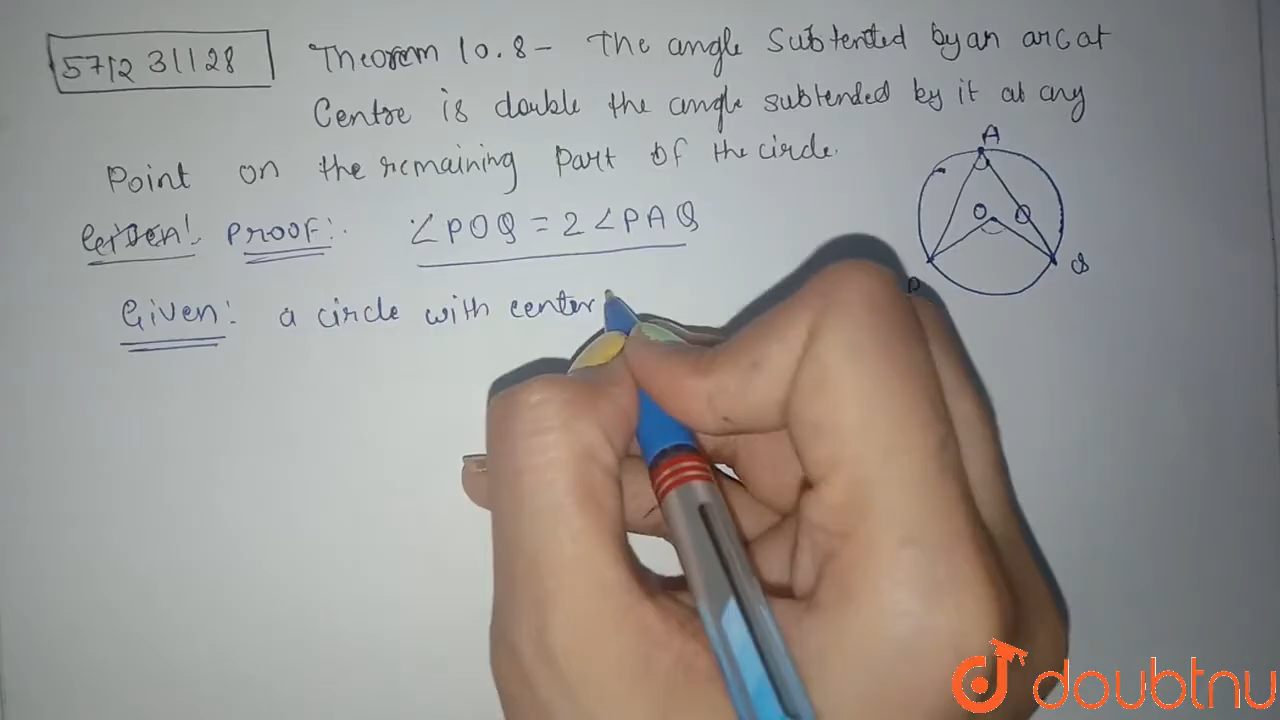 5712 31128
Theorem 10.8- The angle Subtended by an arc at
Centre is double the angle subtended by it at any
Point on the remaining part of the circle.
PROOF:. ∠POQ = 2∠PAQ
Given: a circle with center
A
O
P
Q
doubtnu